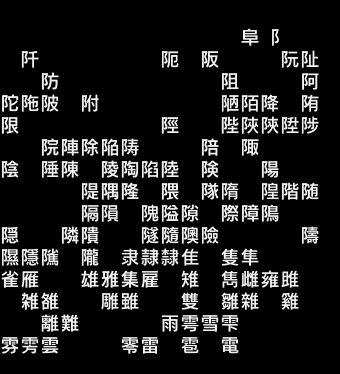 阜 阝
阡 阨 阪 阮阯
防 阻 阿
陀陁陂 附 陋陌降 陏
限 陘 陛陜陝陞陟
院陣除陥陦 陪 陬
陰 陲陳 陵陶陷陸 険 陽
隄隅隆 隈 隊隋 隍階随
隔隕 隗隘隙 際障隝
隠 隣隤 隧隨隩險 隯
隰隱隲 隴 隶隷隸隹 隻隼
雀雁 雄雅集雇 雉 雋雌雍雎
雑雒 雕雖 雙 雛雜 雞
離難 雨雩雪雫
雰雱雲 零雷 雹 電